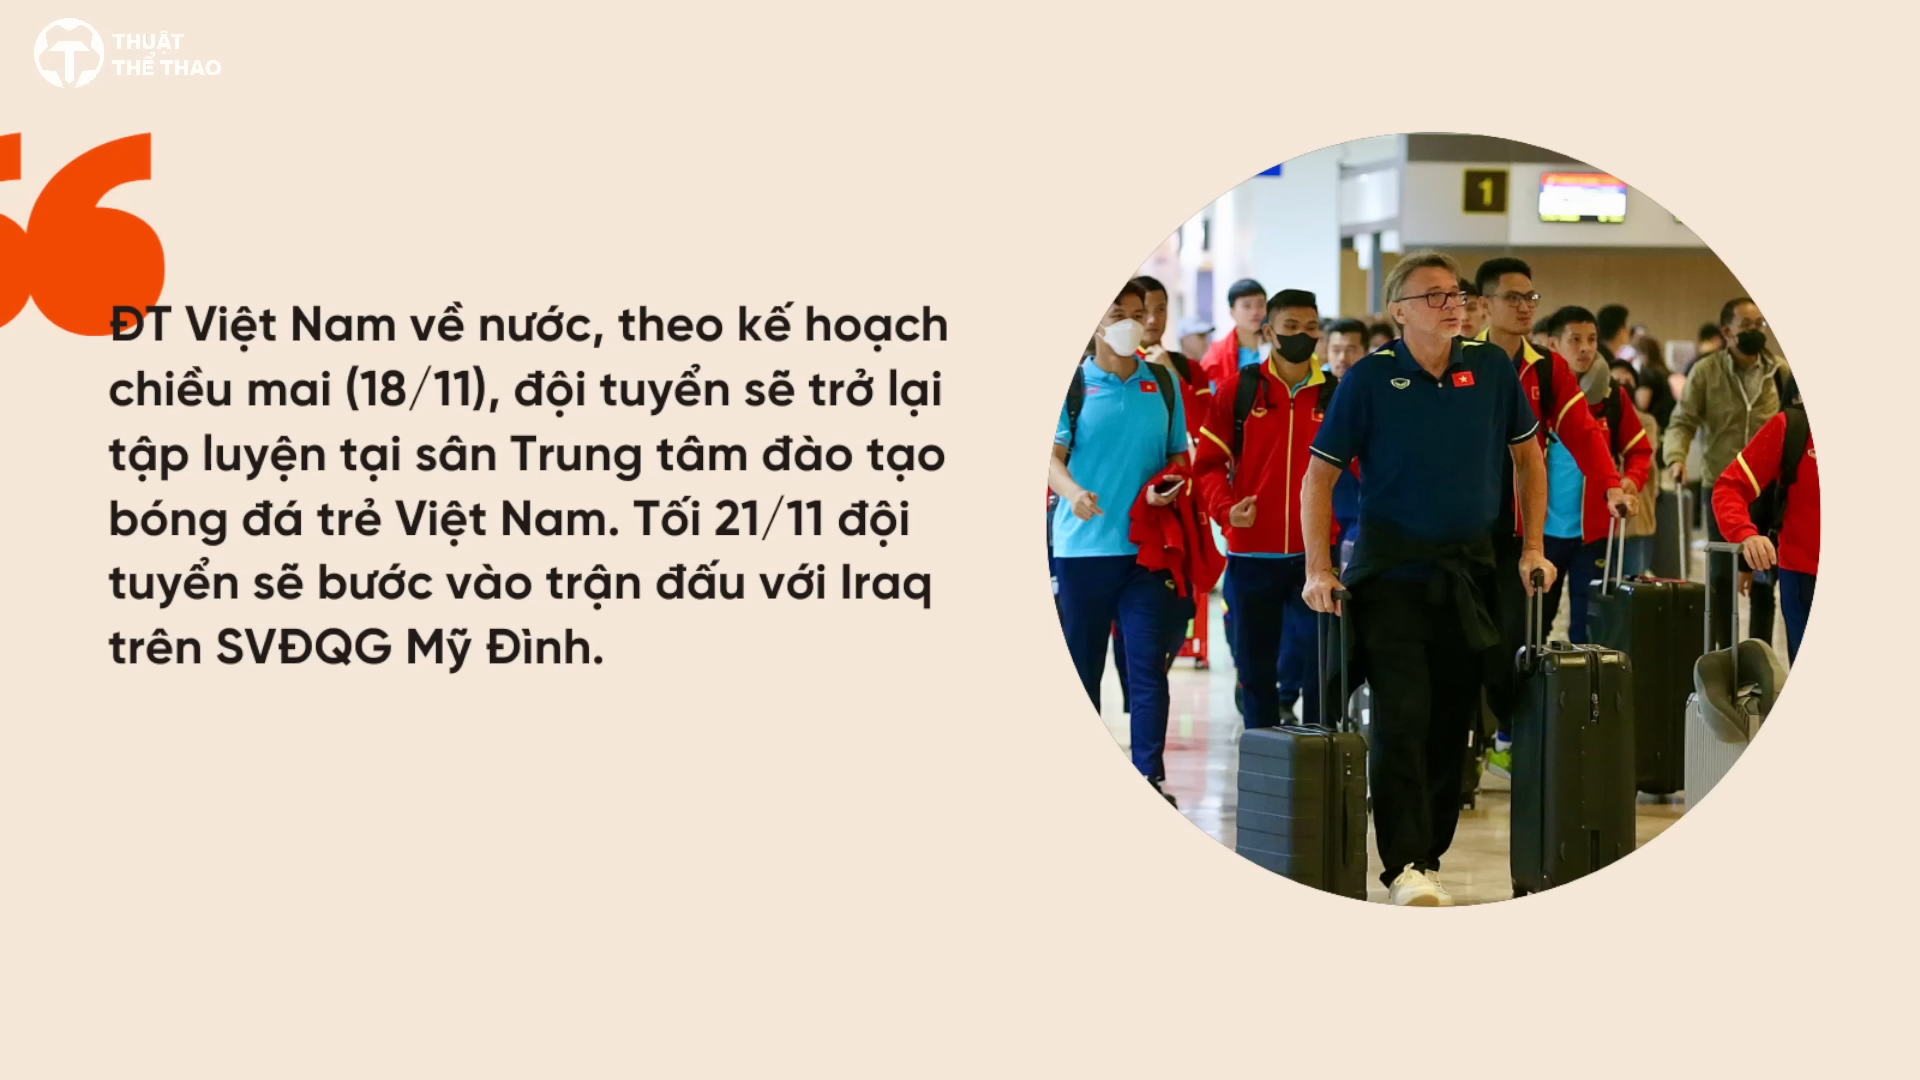 THUẬT
THỂ THAO
ĐT Việt Nam về nước, theo kế hoạch
chiều mai (18/11), đội tuyển sẽ trở lại
tập luyện tại sân Trung tâm đào tạo
bóng đá trẻ Việt Nam. Tối 21/11 đội
tuyển sẽ bước vào trận đấu với Iraq
trên SVĐQG Mỹ Đình.
1